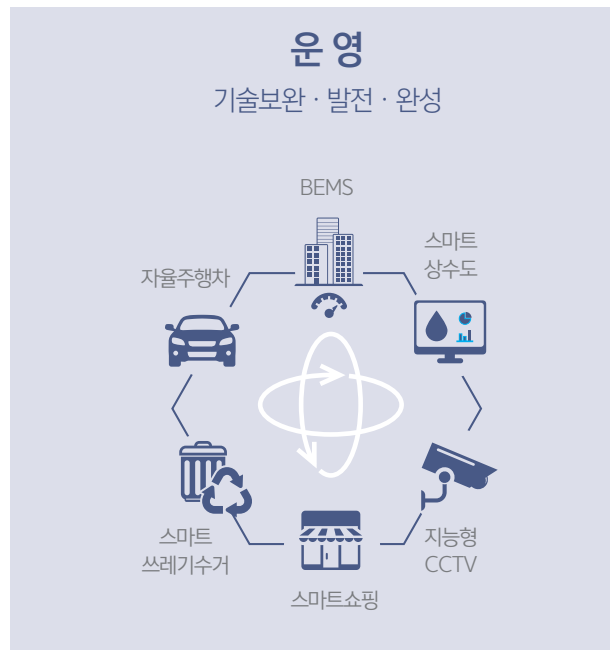 운 영
기술보완 · 발전 · 완성
BEMS
스마트
상수도
자율주행차
스마트
쓰레기수거
지능형
CCTV
스마트쇼핑